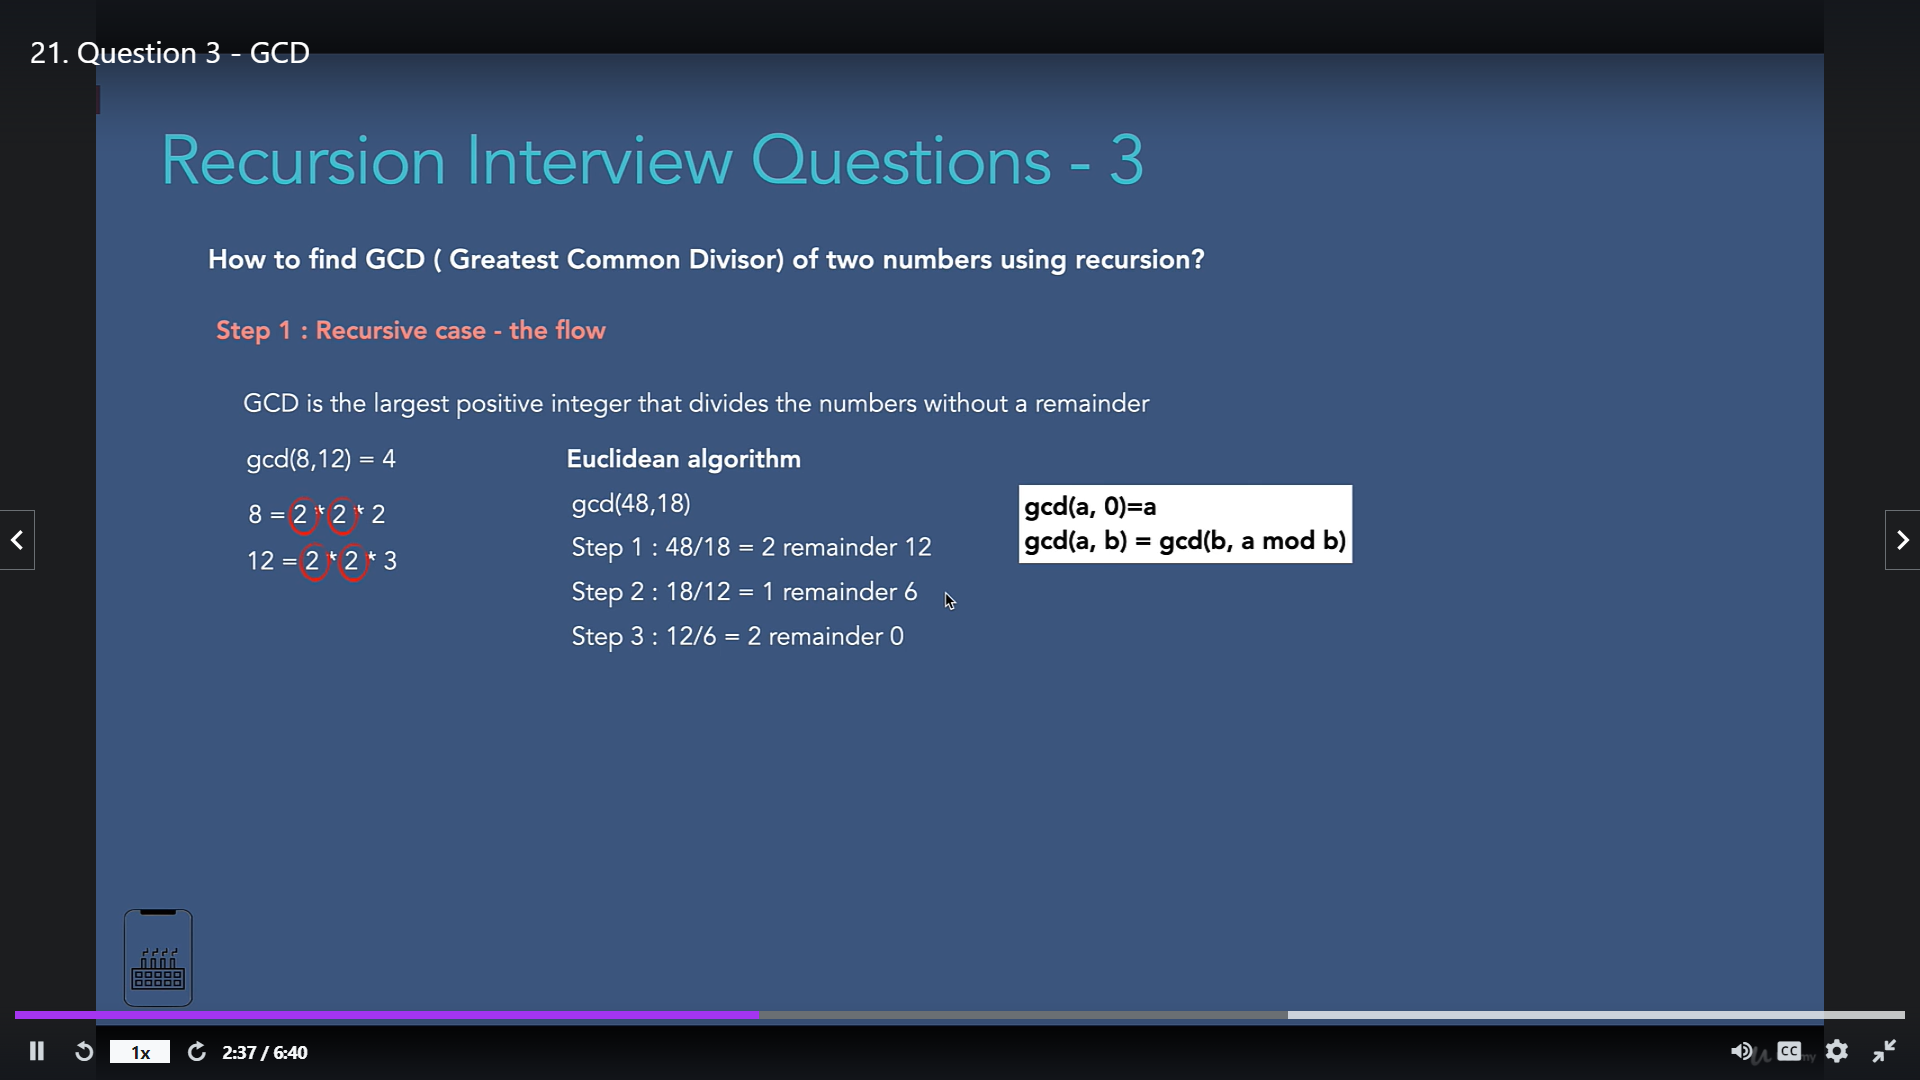 21. Question 3 - GCD
Recursion Interview Questions - 3
How to find GCD ( Greatest Common Divisor) of two numbers using recursion?
Step 1 : Recursive case - the flow
GCD is the largest positive integer that divides the numbers without a remainder
gcd(8,12) = 4
8 = 2 * 2 * 2
12 = 2 * 2 * 3
Euclidean algorithm
gcd(48,18)
Step 1 : 48/18 = 2 remainder 12
Step 2 : 18/12 = 1 remainder 6
Step 3 : 12/6 = 2 remainder 0
gcd(a, 0)=a
gcd(a, b) = gcd(b, a mod b)
1x
2:37 / 6:40
CC